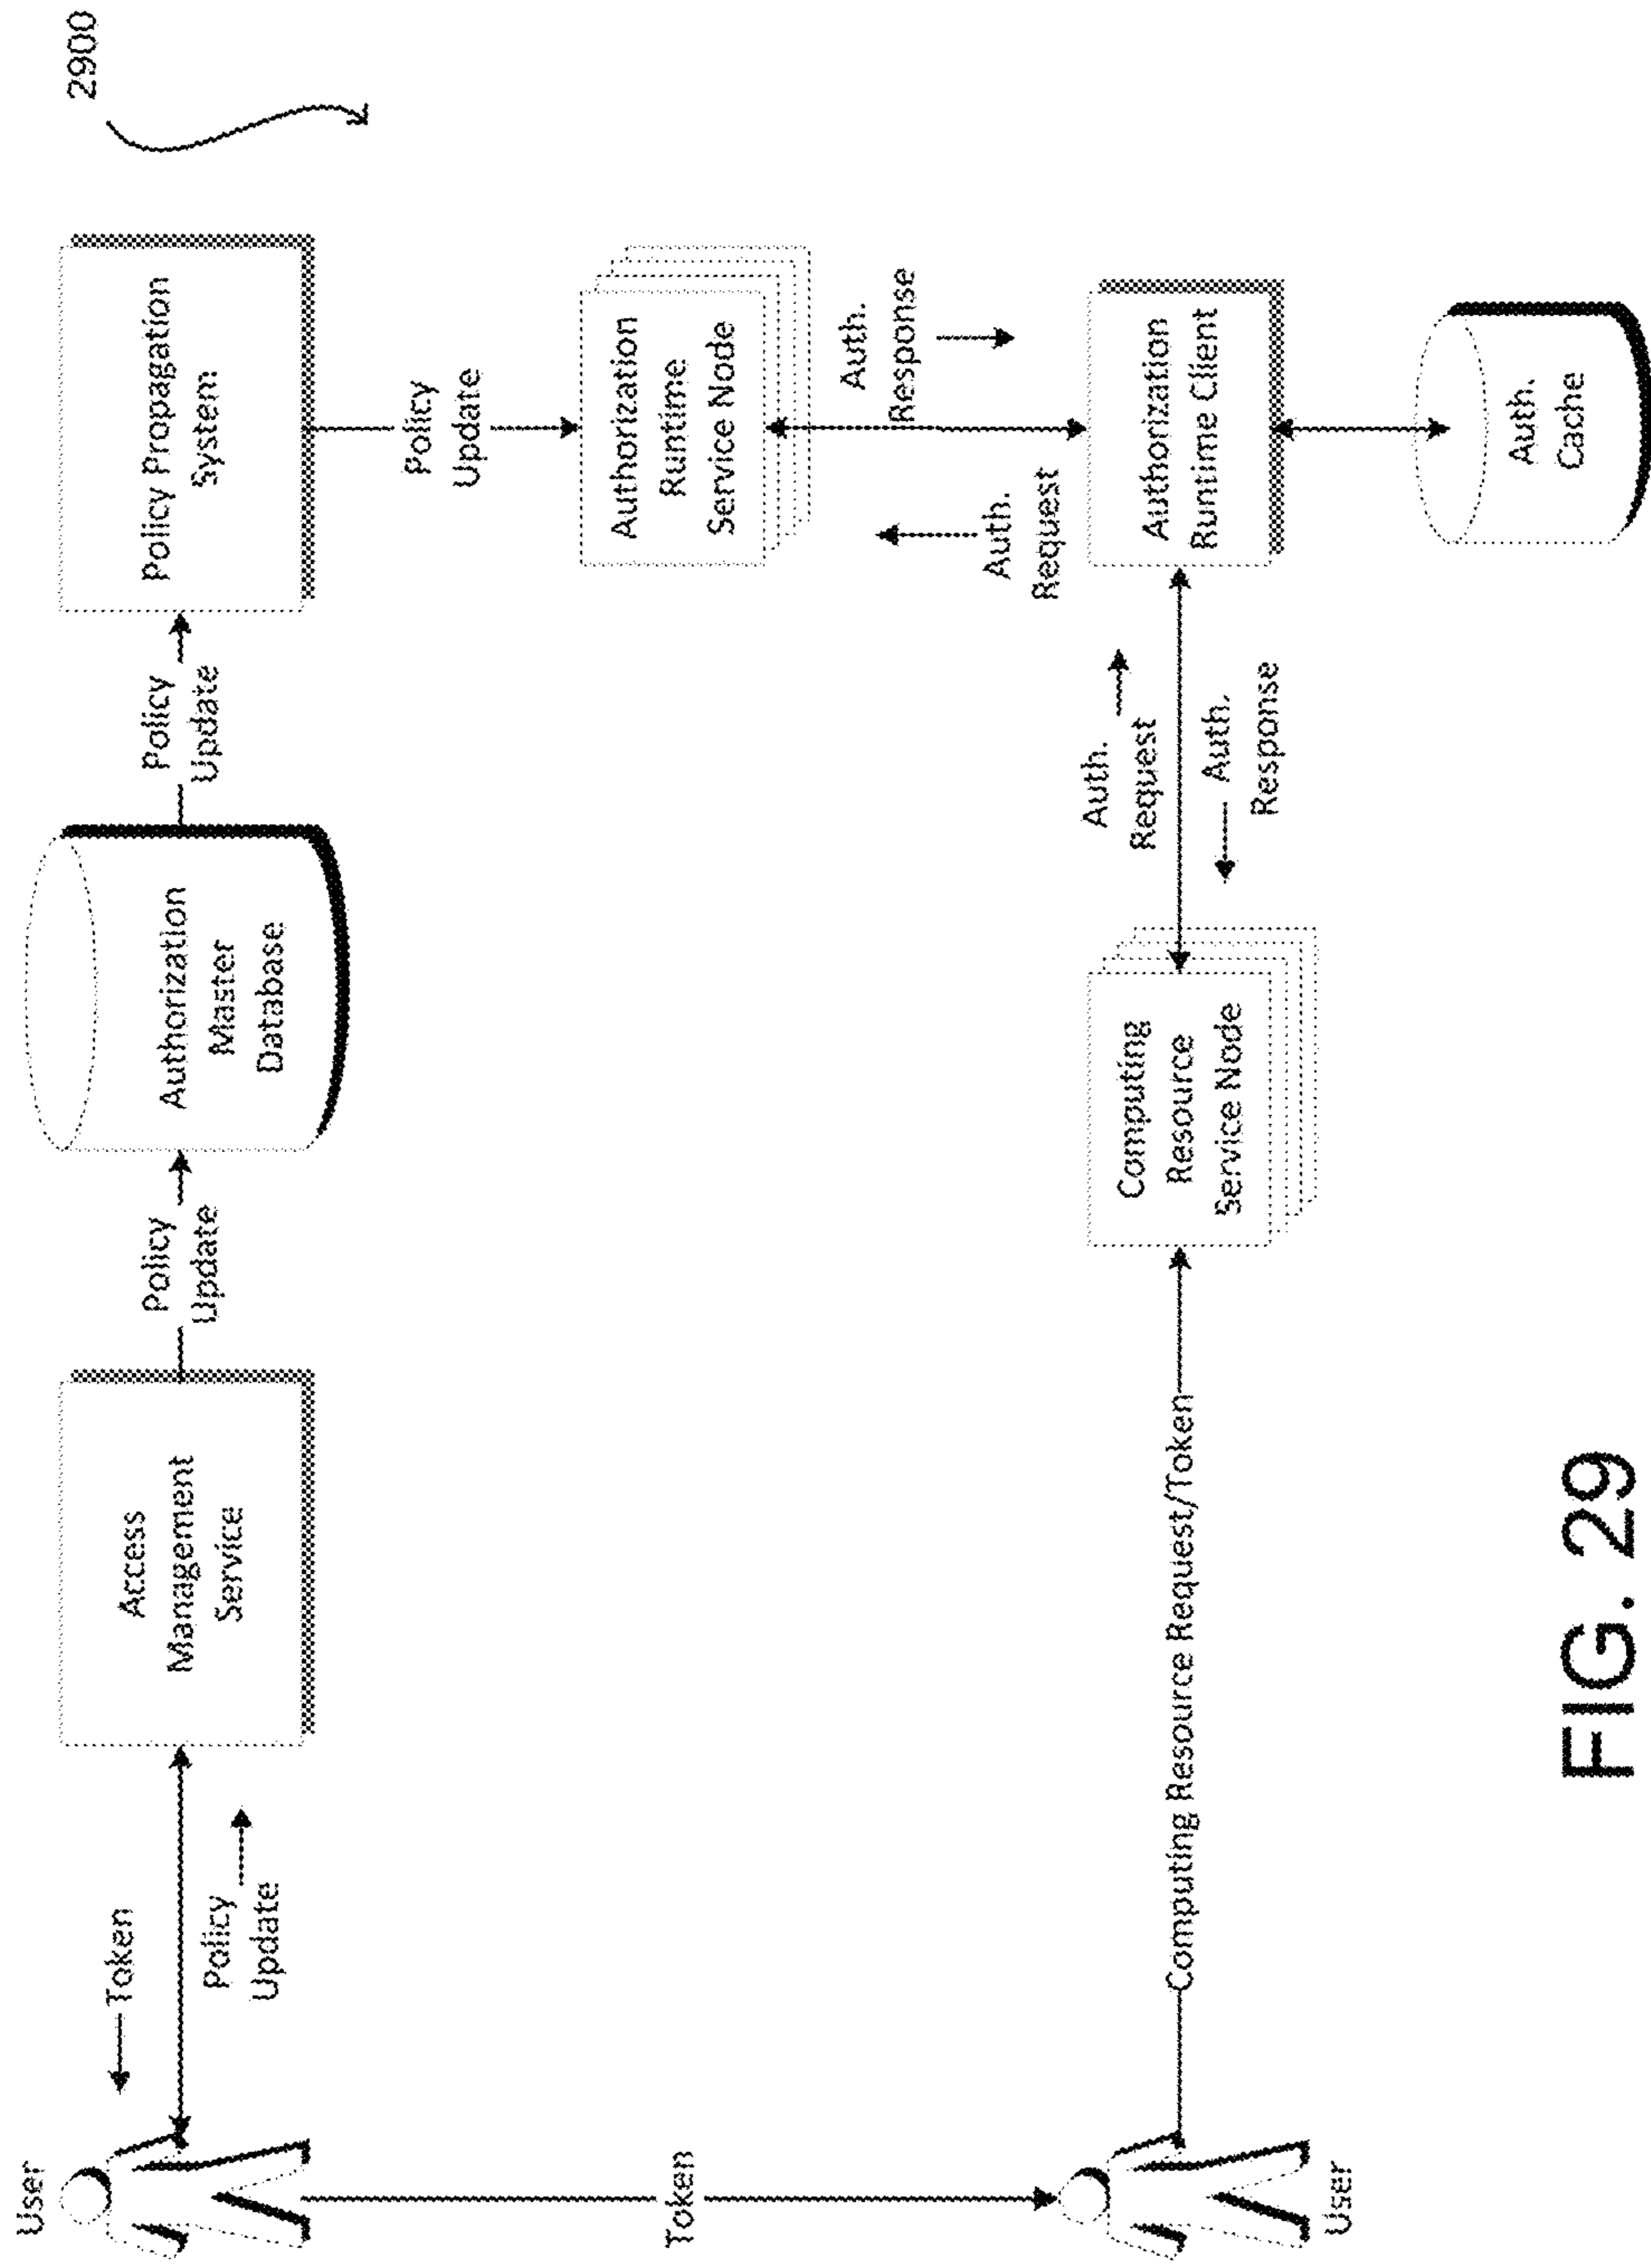 2900
User
Token
Policy
Update
Access
Management
Service
Policy
Update
Authorization
Master
Database
Policy
Update
Policy Propagation
System
Policy
Update
Authorization
Runtime
Service Node
Auth.
Response
Auth.
Request
Token
User
Computing Resource Request/Token
Computing
Resource
Service Node
Auth.
Request
Auth.
Response
Authorization
Runtime Client
Auth.
Cache
FIG. 29